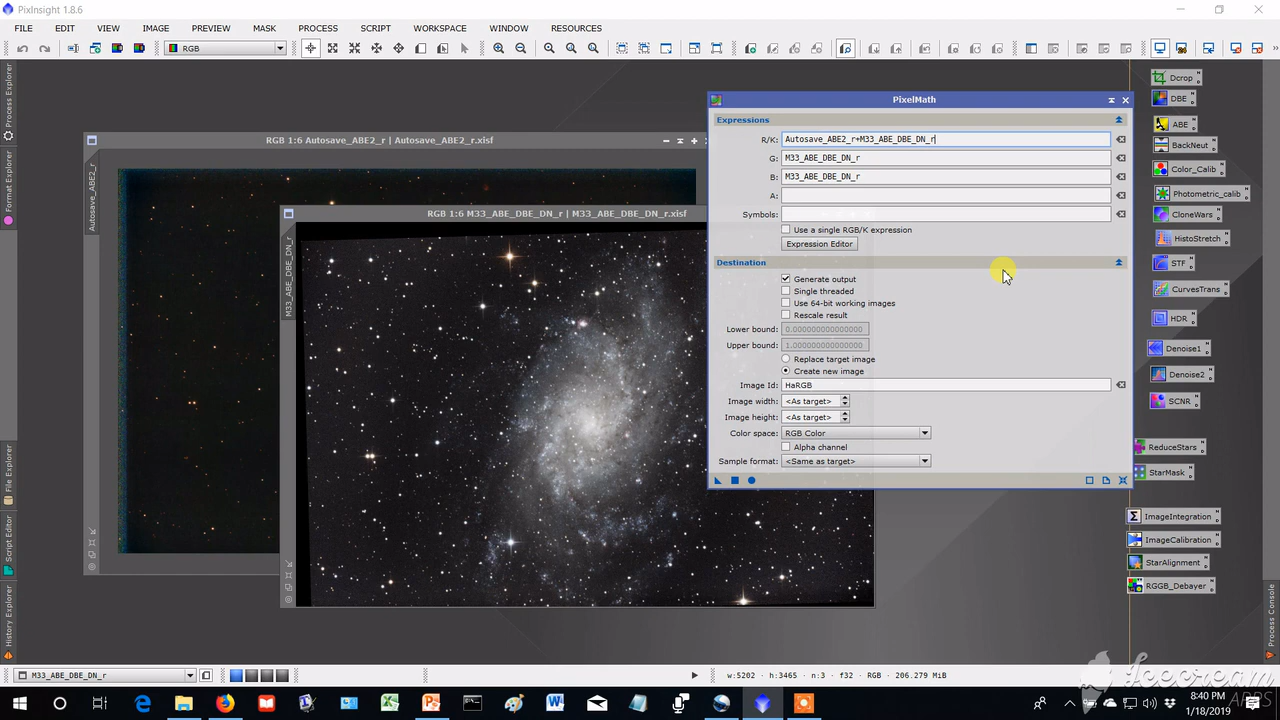 PixInsight 1.8.6
FILE EDIT VIEW IMAGE PREVIEW MASK PROCESS SCRIPT WORKSPACE WINDOW RESOURCES
RGB
Process Explorer
Format Explorer
File Explorer
Script Editor
History Explorer
RGB 1:6 Autosave_ABE2_r | Autosave_ABE2_r.xisf
Autosave_ABE2_r
RGB 1:6 M33_ABE_DBE_DN_r | M33_ABE_DBE_DN_r.xisf
M33_ABE_DBE_DN_r
PixelMath
Expressions
R/K: Autosave_ABE2_r+M33_ABE_DBE_DN_r
G: M33_ABE_DBE_DN_r
B: M33_ABE_DBE_DN_r
A:
Symbols:
Use a single RGB/K expression
Expression Editor
Destination
Generate output
Single threaded
Use 64-bit working images
Rescale result
Lower bound: 0.000000000000000
Upper bound: 1.000000000000000
Replace target image
Create new image
Image Id: HaRGB
Image width: <As target>
Image height: <As target>
Color space: RGB Color
Alpha channel
Sample format: <Same as target>
Dcrop
DBE
ABE
BackNeut
Color_Calib
Photometric_calib
CloneWars
HistoStretch
STF
CurvesTrans
HDR
Denoise1
Denoise2
SCNR
ReduceStars
StarMask
ImageIntegration
ImageCalibration
StarAlignment
RGGB_Debayer
Process Console
M33_ABE_DBE_DN_r
w:5202 · h:3465 · n:3 · f32 · RGB · 206.279 MiB
Icecream
APPS
8:40 PM
1/18/2019